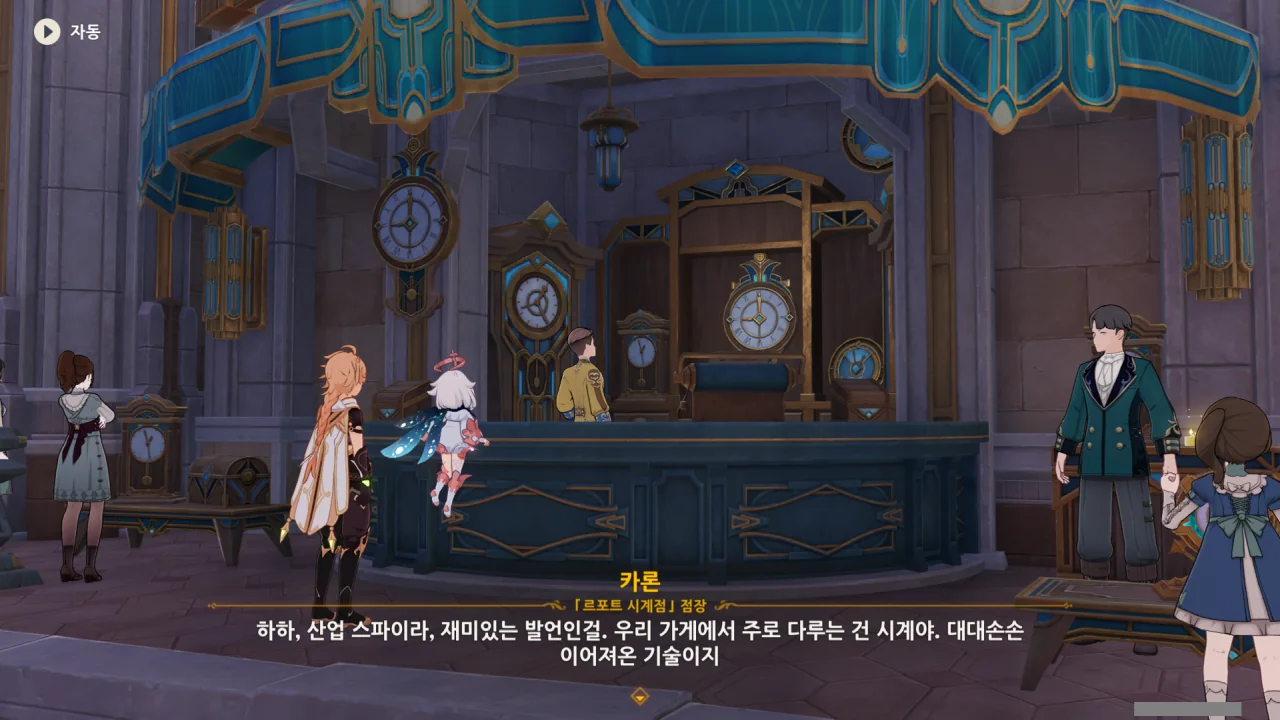 자동
카론
「르포트 시계점」 점장
하하, 산업 스파이라, 재미있는 발언인걸. 우리 가게에서 주로 다루는 건 시계야. 대대손손
이어져온 기술이지